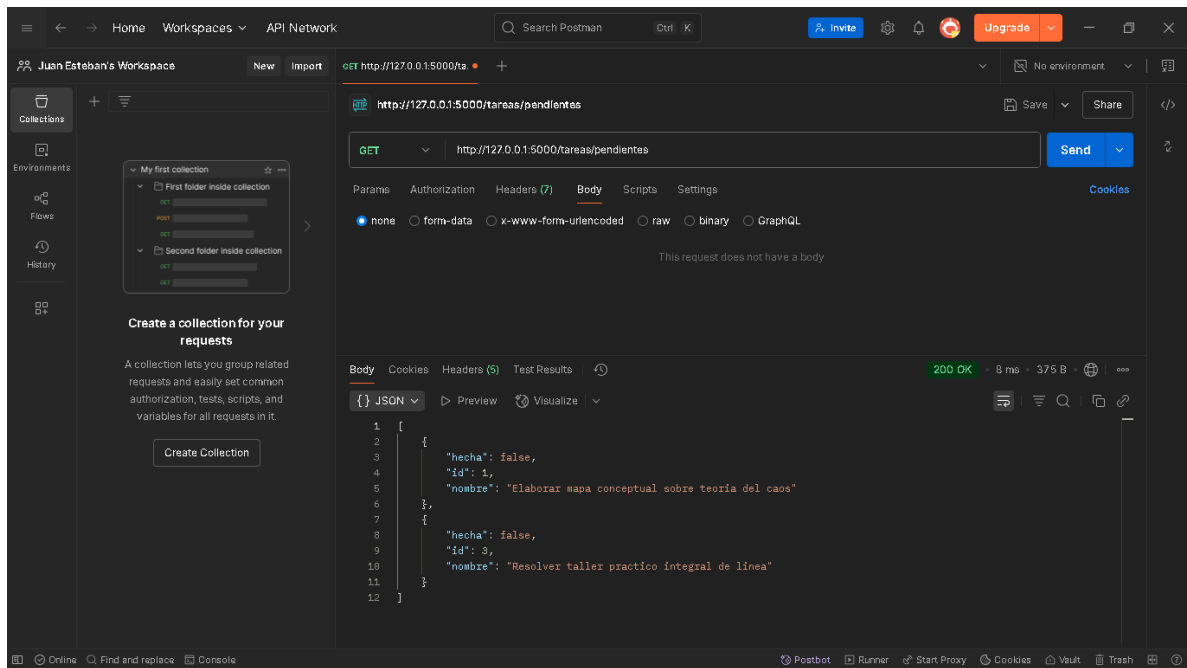 Home Workspaces API Network Search Postman Ctrl K Invite Upgrade
Juan Esteban's Workspace New Import GET http://127.0.0.1:5000/ta. No environment
Collections
Environments
Flows
History
My first collection
First folder inside collection
GET
POST
GET
Second folder inside collection
GET
GET
Create a collection for your
requests
A collection lets you group related
requests and easily set common
authorization, tests, scripts, and
variables for all requests in it.
Create Collection
HTTP http://127.0.0.1:5000/tareas/pendientes Save Share
GET http://127.0.0.1:5000/tareas/pendientes Send
Params Authorization Headers (7) Body Scripts Settings Cookies
none form-data x-www-form-urlencoded raw binary GraphQL
This request does not have a body
Body Cookies Headers (5) Test Results 200 OK 8 ms 375 B
{} JSON Preview Visualize
1 [
2 {
3 "hecha": false,
4 "id": 1,
5 "nombre": "Elaborar mapa conceptual sobre teoria del caos"
6 },
7 {
8 "hecha": false,
9 "id": 3,
10 "nombre": "Resolver taller practico integral de linea"
11 }
12 ]
Online Find and replace Console Postbot Runner Start Proxy Cookies Vault Trash